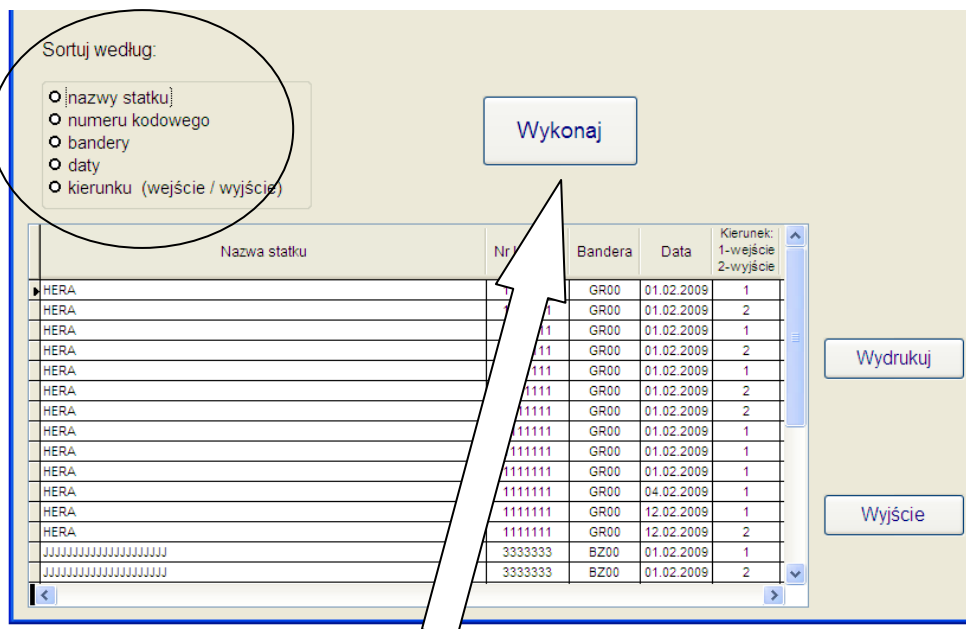 Sortuj według:
nazwy statku
numeru kodowego
bandery
daty
kierunku (wejście / wyjście)
Wykonaj
Nazwa statku Nr Bandera Data Kierunek:
1-wejście
2-wyjście
HERA GR00 01.02.2009 1
HERA GR00 01.02.2009 2
HERA GR00 01.02.2009 1
HERA GR00 01.02.2009 2
HERA GR00 01.02.2009 1
HERA GR00 01.02.2009 2
HERA GR00 01.02.2009 2
HERA GR00 01.02.2009 1
HERA GR00 01.02.2009 1
HERA 1111111 GR00 01.02.2009 1
HERA 1111111 GR00 04.02.2009 1
HERA 1111111 GR00 12.02.2009 1
HERA 1111111 GR00 12.02.2009 2
JJJJJJJJJJJJJJJJJJJJJ 3333333 BZ00 01.02.2009 1
JJJJJJJJJJJJJJJJJJJJJ 3333333 BZ00 01.02.2009 2
Wydrukuj
Wyjście